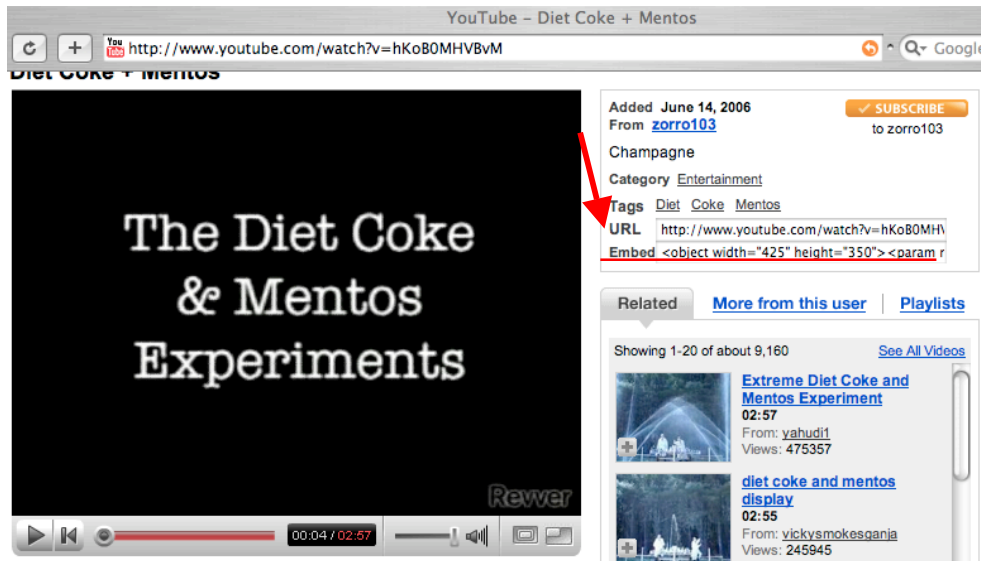 YouTube – Diet Coke + Mentos
You Tube http://www.youtube.com/watch?v=hKoB0MHVBvM
Google
Diet Coke + Mentos
The Diet Coke
& Mentos
Experiments
Revver
00:04 / 02:57
Added June 14, 2006
SUBSCRIBE
From zorro103
to zorro103
Champagne
Category Entertainment
Tags Diet Coke Mentos
URL http://www.youtube.com/watch?v=hKoB0MH
Embed <object width="425" height="350"><param
Related More from this user Playlists
Showing 1-20 of about 9,160 See All Videos
Extreme Diet Coke and
Mentos Experiment
02:57
From: yahudi1
Views: 475357
diet coke and mentos
display
02:55
From: vickysmokesganja
Views: 245945